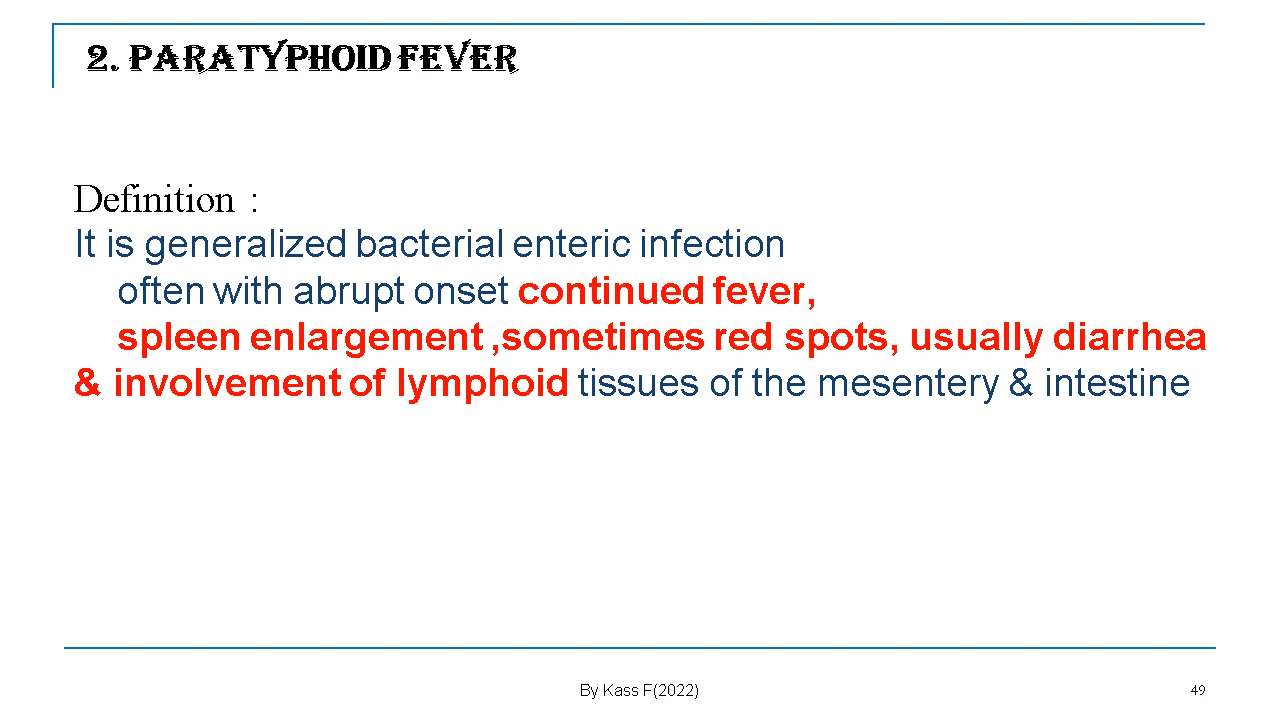 2. PARATYPHOID FEVER
Definition :
It is generalized bacterial enteric infection
often with abrupt onset continued fever,
spleen enlargement ,sometimes red spots, usually diarrhea
& involvement of lymphoid tissues of the mesentery & intestine
By Kass F(2022)
49